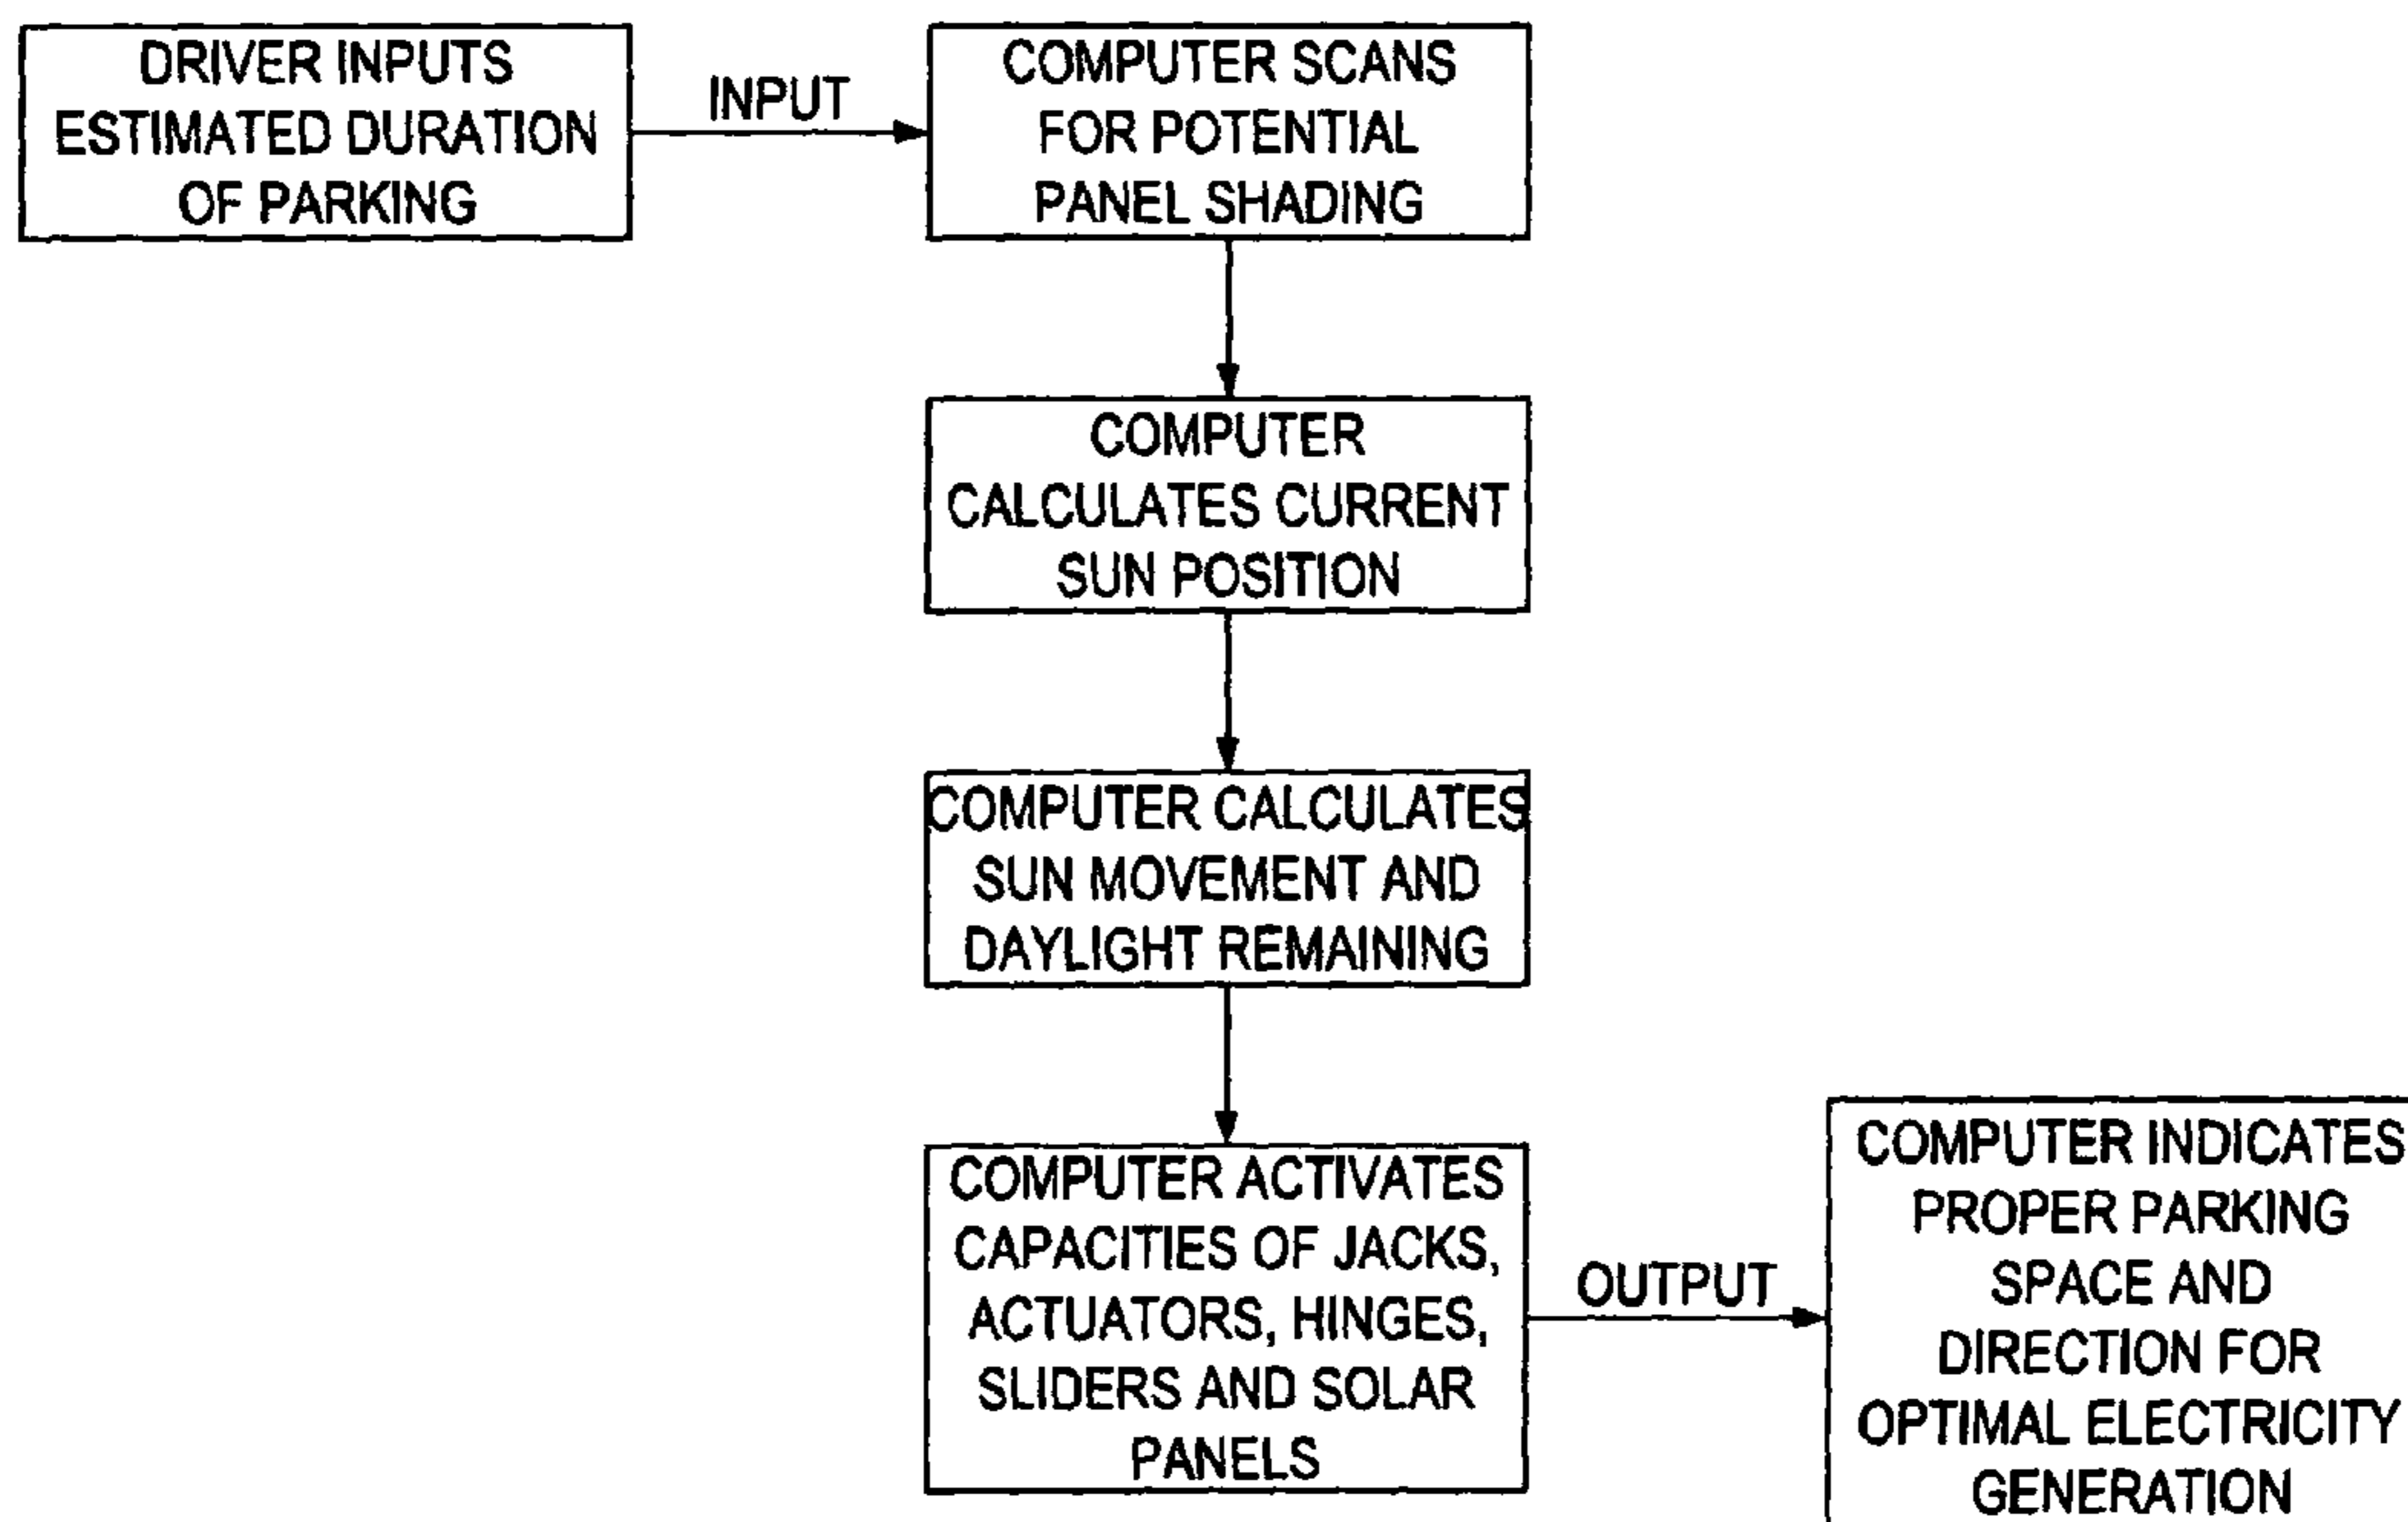 DRIVER INPUTS
ESTIMATED DURATION
OF PARKING
INPUT
COMPUTER SCANS
FOR POTENTIAL
PANEL SHADING
COMPUTER
CALCULATES CURRENT
SUN POSITION
COMPUTER CALCULATES
SUN MOVEMENT AND
DAYLIGHT REMAINING
COMPUTER ACTIVATES
CAPACITIES OF JACKS,
ACTUATORS, HINGES,
SLIDERS AND SOLAR
PANELS
OUTPUT
COMPUTER INDICATES
PROPER PARKING
SPACE AND
DIRECTION FOR
OPTIMAL ELECTRICITY
GENERATION